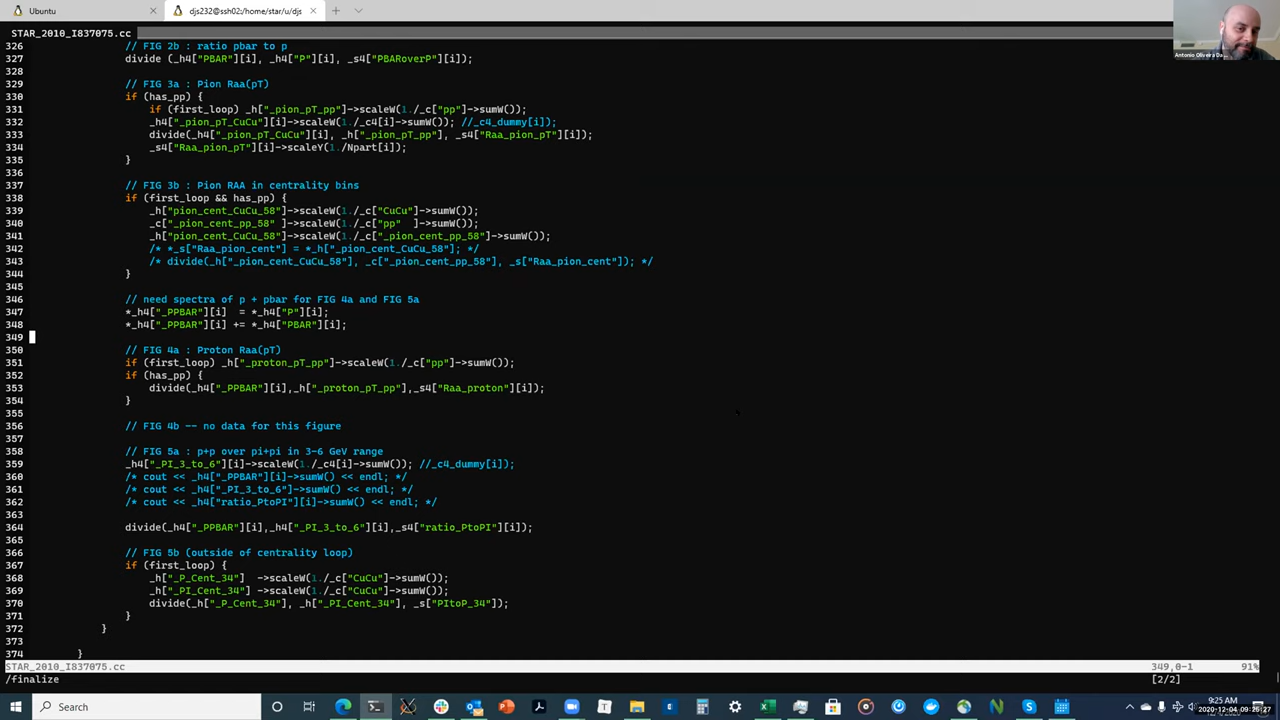 Ubuntu
djs232@ssh02:/home/star/u/djs
STAR_2010_I837075.cc
326 // FIG 2b : ratio pbar to p
327 divide (_h4["PBAR"][i], _h4["P"][i], _s4["PBARoverP"][i]);
328
329 // FIG 3a : Pion Raa(pT)
330 if (has_pp) {
331 if (first_loop) _h["_pion_pT_pp"]->scaleW(1./_c["pp"]->sumW());
332 _h4["_pion_pT_CuCu"][i]->scaleW(1./_c4[i]->sumW()); //_c4_dummy[i]);
333 divide(_h4["_pion_pT_CuCu"][i], _h["_pion_pT_pp"], _s4["Raa_pion_pT"][i]);
334 _s4["Raa_pion_pT"][i]->scaleY(1./Npart[i]);
335 }
336
337 // FIG 3b : Pion RAA in centrality bins
338 if (first_loop && has_pp) {
339 _h["pion_cent_CuCu_58"]->scaleW(1./_c["CuCu"]->sumW());
340 _c["_pion_cent_pp_58" ]->scaleW(1./_c["pp" ]->sumW());
341 _h["pion_cent_CuCu_58"]->scaleW(1./_c["_pion_cent_pp_58"]->sumW());
342 /* *_s["Raa_pion_cent"] = *_h["_pion_cent_CuCu_58"]; */
343 /* divide(_h["_pion_cent_CuCu_58"], _c["_pion_cent_pp_58"], _s["Raa_pion_cent"]); */
344 }
345
346 // need spectra of p + pbar for FIG 4a and FIG 5a
347 *_h4["_PPBAR"][i] = *_h4["P"][i];
348 *_h4["_PPBAR"][i] += *_h4["PBAR"][i];
349
350 // FIG 4a : Proton Raa(pT)
351 if (first_loop) _h["_proton_pT_pp"]->scaleW(1./_c["pp"]->sumW());
352 if (has_pp) {
353 divide(_h4["_PPBAR"][i],_h["_proton_pT_pp"],_s4["Raa_proton"][i]);
354 }
355
356 // FIG 4b -- no data for this figure
357
358 // FIG 5a : p+p over pi+pi in 3-6 GeV range
359 _h4["_PI_3_to_6"][i]->scaleW(1./_c4[i]->sumW()); //_c4_dummy[i]);
360 /* cout << _h4["_PPBAR"][i]->sumW() << endl; */
361 /* cout << _h4["_PI_3_to_6"]->sumW() << endl; */
362 /* cout << _h4["ratio_PtoPI"][i]->sumW() << endl; */
363
364 divide(_h4["_PPBAR"][i],_h4["_PI_3_to_6"][i],_s4["ratio_PtoPI"][i]);
365
366 // FIG 5b (outside of centrality loop)
367 if (first_loop) {
368 _h["_P_Cent_34"] ->scaleW(1./_c["CuCu"]->sumW());
369 _h["_PI_Cent_34"] ->scaleW(1./_c["CuCu"]->sumW());
370 divide(_h["_P_Cent_34"], _h["_PI_Cent_34"], _s["PItoP_34"]);
371 }
372 }
373
374 }
STAR_2010_I837075.cc 349,0-1 91%
/finalize [2/2]
Antonio Oliveira Da...
Search
9:25 AM
2020-12-04 09:25:27